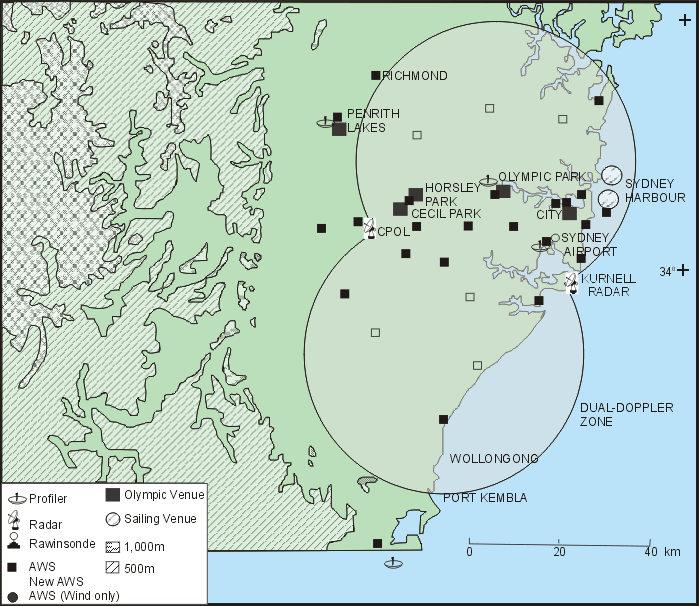 RICHMOND
PENRITH
LAKES
OLYMPIC PARK
HORSLEY
PARK
CECIL PARK
SYDNEY
HARBOUR
CITY
CPOL
SYDNEY
AIRPORT
34°
KURNELL
RADAR
DUAL-DOPPLER
ZONE
WOLLONGONG
PORT KEMBLA
Profiler
Olympic Venue
Radar
Sailing Venue
Rawinsonde
1,000m
AWS
500m
New AWS
AWS (Wind only)
0 20 40 km